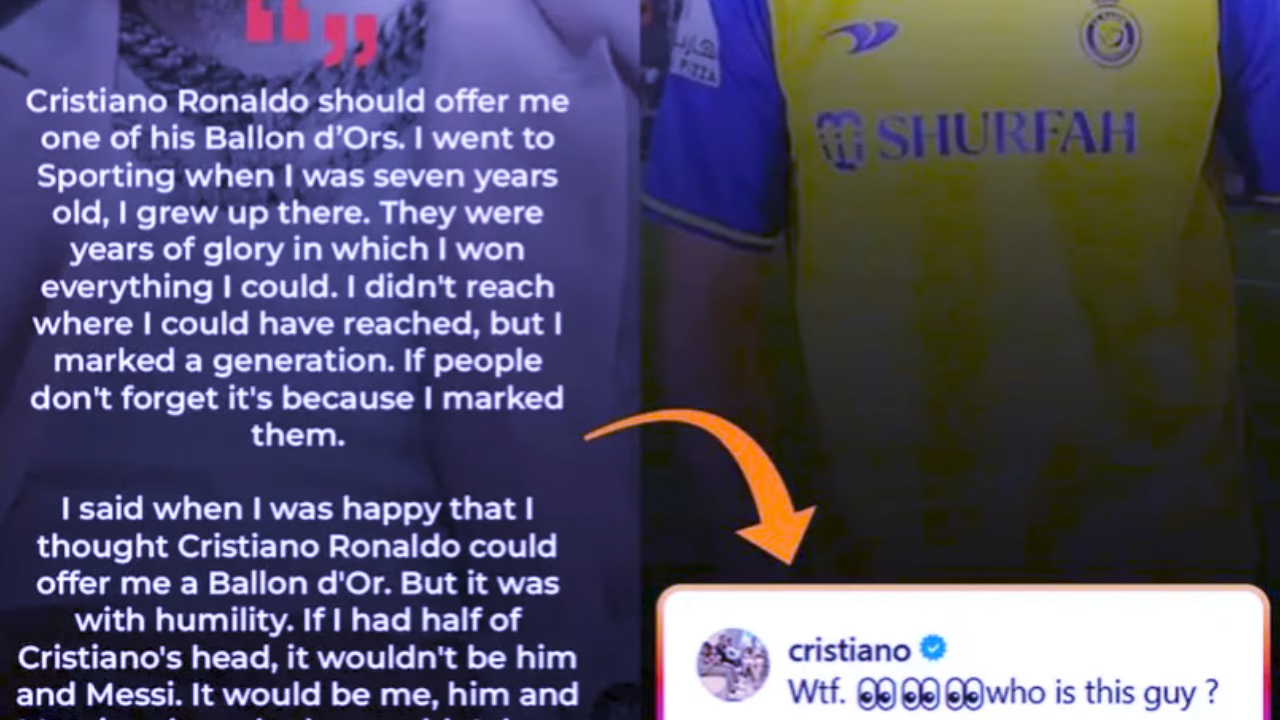 Cristiano Ronaldo should offer me
one of his Ballon d’Ors. I went to
Sporting when I was seven years
old, I grew up there. They were
years of glory in which I won
everything I could. I didn't reach
where I could have reached, but I
marked a generation. If people
don't forget it's because I marked
them.
I said when I was happy that I
thought Cristiano Ronaldo could
offer me a Ballon d'Or. But it was
with humility. If I had half of
Cristiano's head, it wouldn't be him
and Messi. It would be me, him and
PIZZA
SHURFAH
cristiano
Wtf. 👀👀👀who is this guy ?